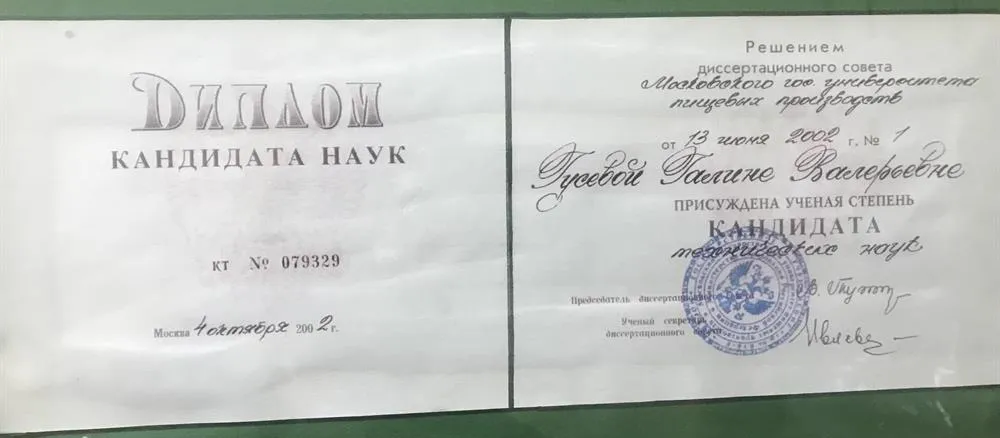 ДИПЛОМ
КАНДИДАТА НАУК
КТ № 079329
Москва 4 октября 2002 г.
Решением
диссертационного совета
Московского гос. университета
пищевых производств
от 13 июня 2002 г. № 1
Гусевой Галине Валерьевне
ПРИСУЖДЕНА УЧЕНАЯ СТЕПЕНЬ
КАНДИДАТА
технических наук
Председатель диссертационного
Ученый секретарь
диссертационного совета